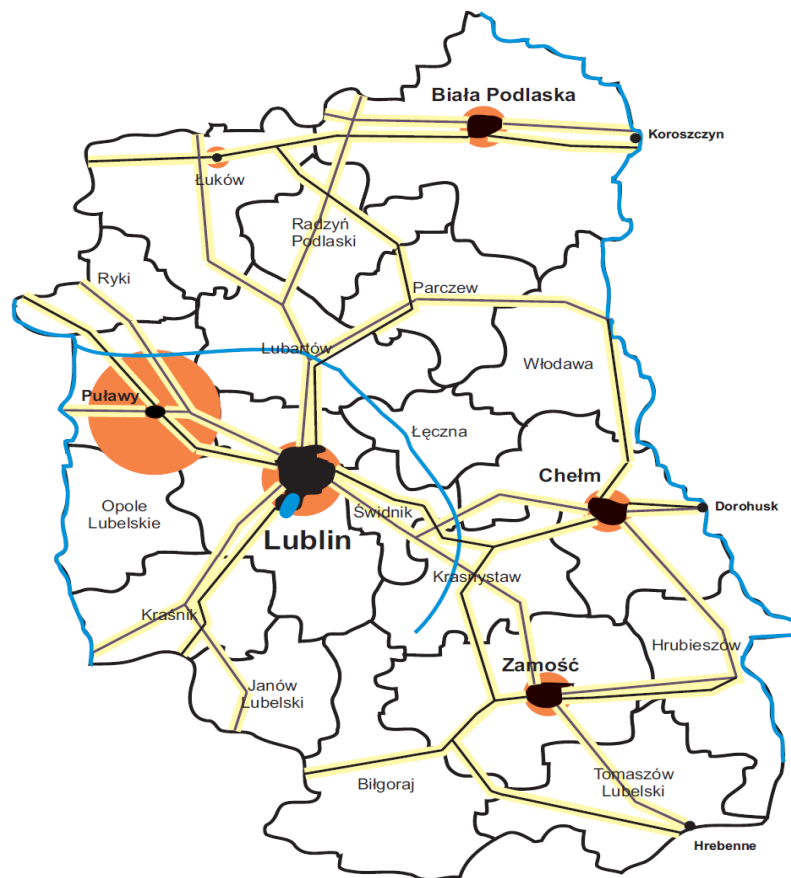 Biała Podlaska
Koroszczyn
Łuków
Radzyń
Podlaski
Ryki
Parczew
Lubartów
Włodawa
Puławy
Łęczna
Chełm
Opole
Lubelskie
Świdnik
Dorohusk
Lublin
Krasnystaw
Kraśnik
Hrubieszów
Zamość
Janów
Lubelski
Biłgoraj
Tomaszów
Lubelski
Hrebenne